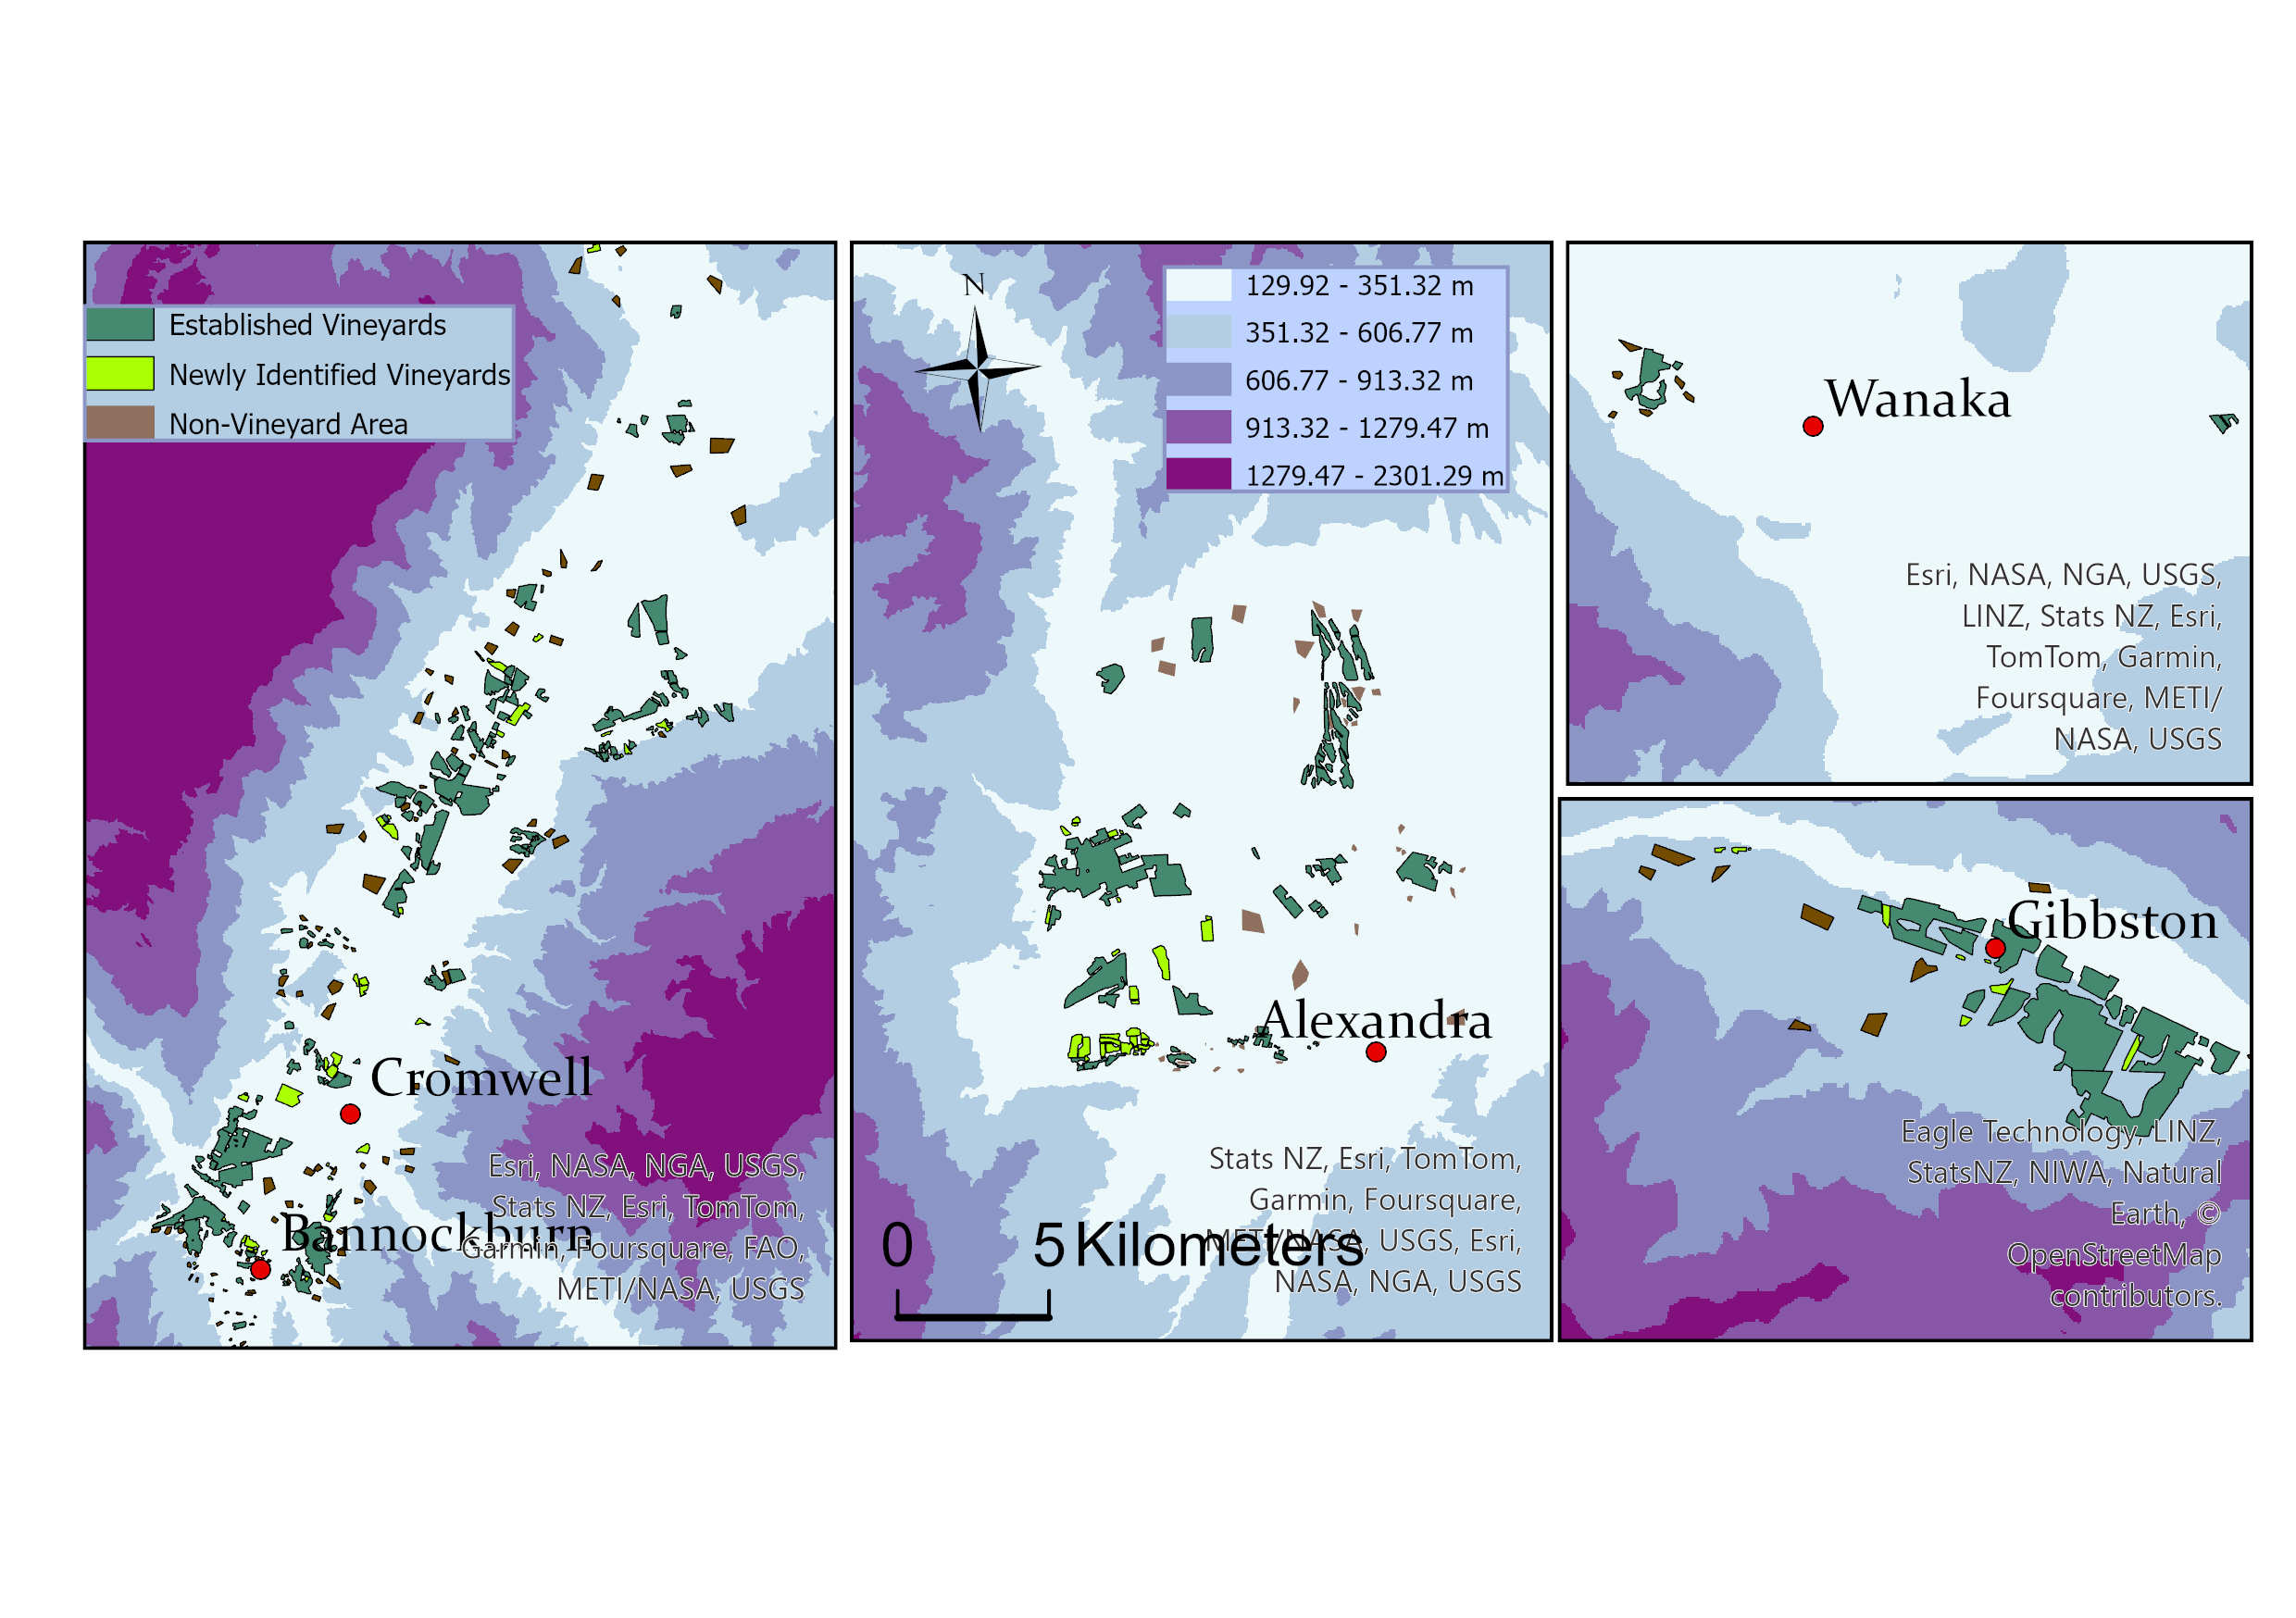 Established Vineyards
Newly Identified Vineyards
Non-Vineyard Area
Cromwell
Bannockburn
Esri, NASA, NGA, USGS,
Stats NZ, Esri, TomTom,
Garmin, Foursquare, FAO,
METI/NASA, USGS
N
129.92 - 351.32 m
351.32 - 606.77 m
606.77 - 913.32 m
913.32 - 1279.47 m
1279.47 - 2301.29 m
Alexandra
0 5 Kilometers
Stats NZ, Esri, TomTom,
Garmin, Foursquare,
METI/NASA, USGS, Esri,
NASA, NGA, USGS
Wanaka
Esri, NASA, NGA, USGS,
LINZ, Stats NZ, Esri,
TomTom, Garmin,
Foursquare, METI/
NASA, USGS
Gibbston
Eagle Technology, LINZ,
StatsNZ, NIWA, Natural
Earth, ©
OpenStreetMap
contributors.